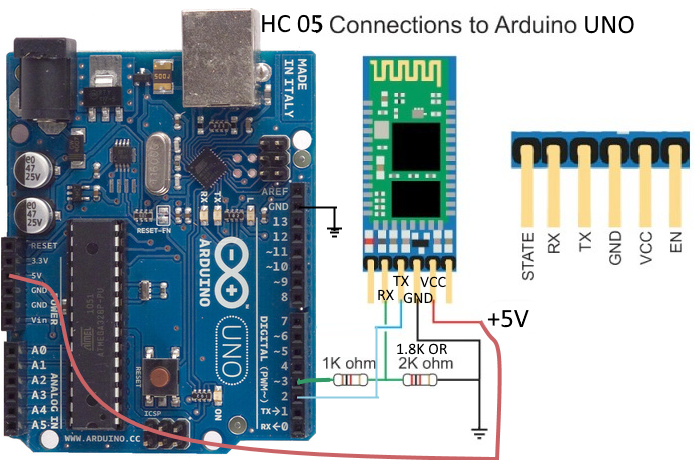 HC 05 Connections to Arduino UNO
MADE
IN ITALY
AREF
GND
13
12
~11
~10
~9
8
7
~6
~5
4
~3
2
TX→1
RX←0
DIGITAL (PWM~)
RX
TX
L
RESET-EN
ARDUINO
UNO
RESET
3.3V
5V
GND
GND
Vin
POWER
A0
A1
A2
A3
A4
A5
ANALOG IN
WWW.ARDUINO.CC
ICSP
RESET
ON
47
25V
47
25V
ATMEL
ATMEGA328P-PU
RX
TX
GND
VCC
+5V
1K ohm
1.8K OR
2K ohm
STATE
RX
TX
GND
VCC
EN